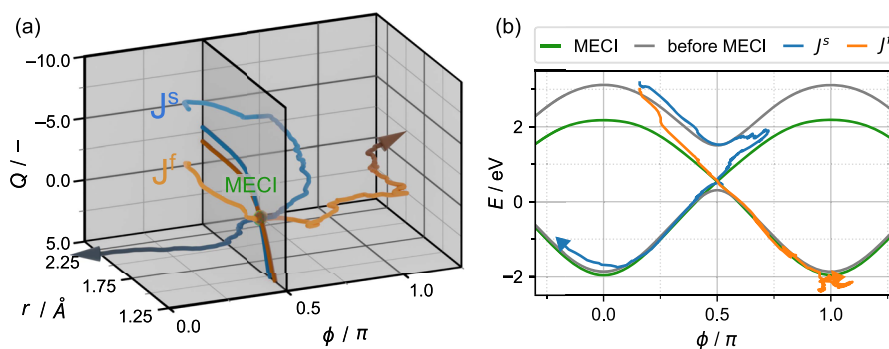 (a)
−10.0
−5.0
0.0
5.0
Q / −
J^s
J^f
MECI
2.25
1.75
1.25
r / Å
0.0
0.5
1.0
ϕ / π
(b)
MECI
before MECI
J^s
J^f
2
0
−2
E / eV
0.0
0.5
1.0
ϕ / π